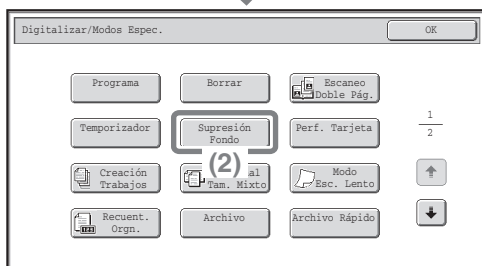 Digitalizar/Modos Espec.
OK
Programa
Borrar
Escaneo
Doble Pág.
Temporizador
Supresión
Fondo
Perf. Tarjeta
1
2
(2)
Creación
Trabajos
al
Tam. Mixto
Modo
Esc. Lento
Recuent.
Orgn.
Archivo
Archivo Rápido